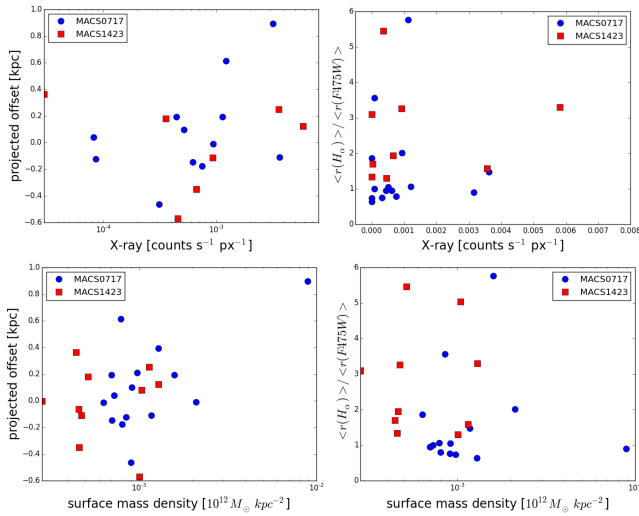 MACS0717
MACS1423
projected offset [kpc]
1.0
0.8
0.6
0.4
0.2
0.0
−0.2
−0.4
−0.6
10⁻⁴
10⁻³
X-ray [counts s⁻¹ px⁻¹]
MACS0717
MACS1423
<r(H_α)>/<r(F475W)>
6
5
4
3
2
1
0
0.000
0.001
0.002
0.003
0.004
0.005
0.006
0.007
0.008
X-ray [counts s⁻¹ px⁻¹]
MACS0717
MACS1423
projected offset [kpc]
1.0
0.8
0.6
0.4
0.2
0.0
−0.2
−0.4
−0.6
10⁻³
10⁻²
surface mass density [10¹² M_⊙ kpc⁻²]
MACS0717
MACS1423
<r(H_α)>/<r(F475W)>
6
5
4
3
2
1
0
10⁻³
surface mass density [10¹² M_⊙ kpc⁻²]